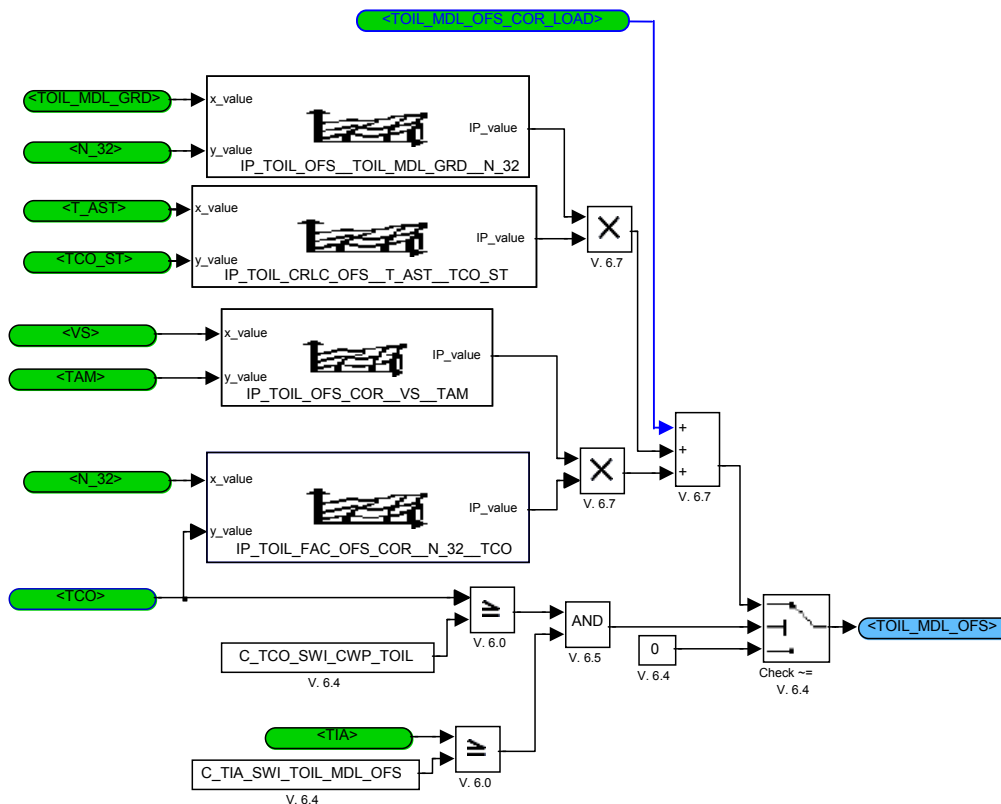 <TOIL_MDL_OFS_COR_LOAD>
<TOIL_MDL_GRD>
x_value
IP_value
<N_32>
y_value
IP_TOIL_OFS__TOIL_MDL_GRD__N_32
<T_AST>
x_value
IP_value
<TCO_ST>
y_value
IP_TOIL_CRLC_OFS__T_AST__TCO_ST
V. 6.7
<VS>
x_value
IP_value
<TAM>
y_value
IP_TOIL_OFS_COR__VS__TAM
+
+
+
V. 6.7
<N_32>
x_value
IP_value
y_value
IP_TOIL_FAC_OFS_COR__N_32__TCO
V. 6.7
<TCO>
≥
V. 6.0
AND
V. 6.5
C_TCO_SWI_CWP_TOIL
V. 6.4
0
V. 6.4
Check ~=
V. 6.4
<TOIL_MDL_OFS>
<TIA>
≥
V. 6.0
C_TIA_SWI_TOIL_MDL_OFS
V. 6.4